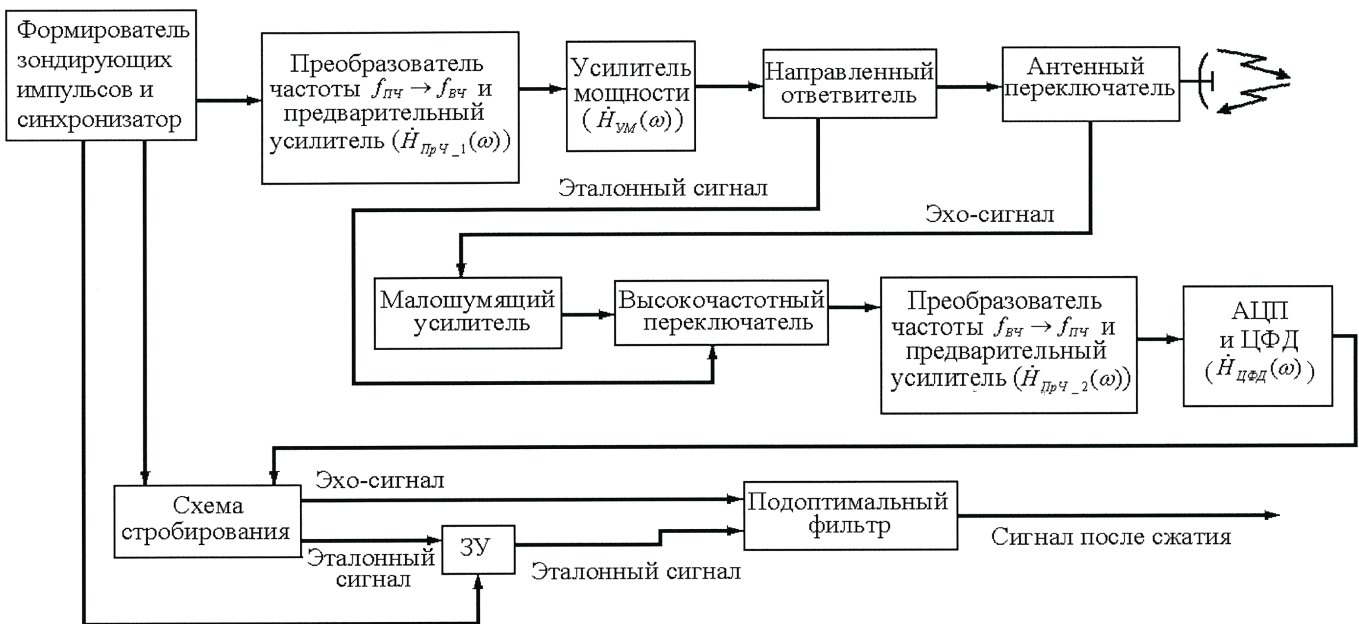 Формирователь
зондирующих
импульсов и
синхронизатор
Преобразователь
частоты f_ПЧ → f_ВЧ и
предварительный
усилитель (Ḣ_ПрЧ_1(ω))
Усилитель
мощности
(Ḣ_УМ(ω))
Направленный
ответвитель
Антенный
переключатель
Эталонный сигнал
Эхо-сигнал
Малошумящий
усилитель
Высокочастотный
переключатель
Преобразователь
частоты f_ВЧ → f_ПЧ и
предварительный
усилитель (Ḣ_ПрЧ_2(ω))
АЦП
и ЦФД
(Ḣ_ЦФД(ω))
Схема
стробирования
Эхо-сигнал
Эталонный
сигнал
ЗУ
Эталонный сигнал
Подоптимальный
фильтр
Сигнал после сжатия